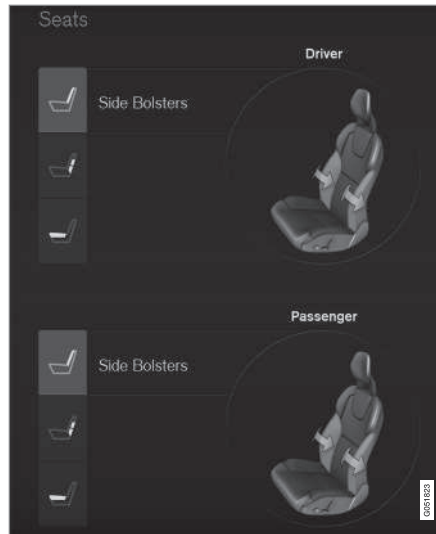 Seats
Driver
Side Bolsters
Passenger
Side Bolsters
G051823